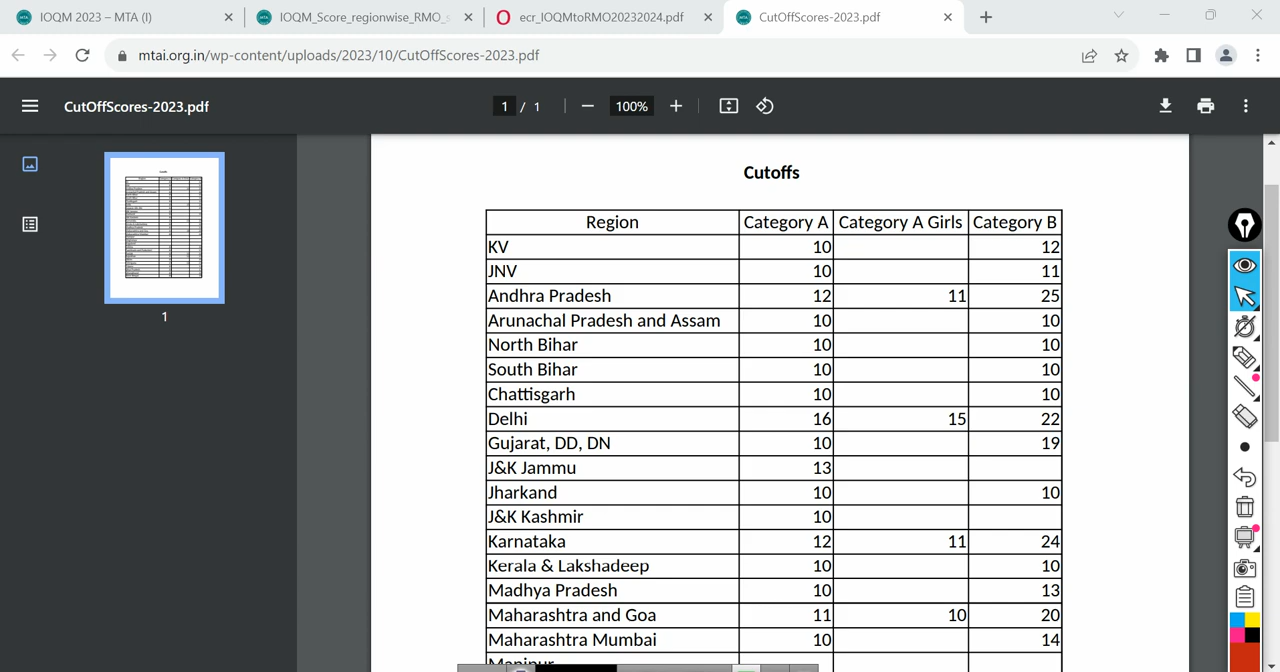 IOQM 2023 – MTA (I)
IOQM_Score_regionwise_RMO_s
ecr_IOQMtoRMO20232024.pdf
CutOffScores-2023.pdf
mtai.org.in/wp-content/uploads/2023/10/CutOffScores-2023.pdf
CutOffScores-2023.pdf
1 / 1
100%
1
Cutoffs
Region Category A Category A Girls Category B
KV 10 12
JNV 10 11
Andhra Pradesh 12 11 25
Arunachal Pradesh and Assam 10 10
North Bihar 10 10
South Bihar 10 10
Chattisgarh 10 10
Delhi 16 15 22
Gujarat, DD, DN 10 19
J&K Jammu 13
Jharkand 10 10
J&K Kashmir 10
Karnataka 12 11 24
Kerala & Lakshadeep 10 10
Madhya Pradesh 10 13
Maharashtra and Goa 11 10 20
Maharashtra Mumbai 10 14
Manipur